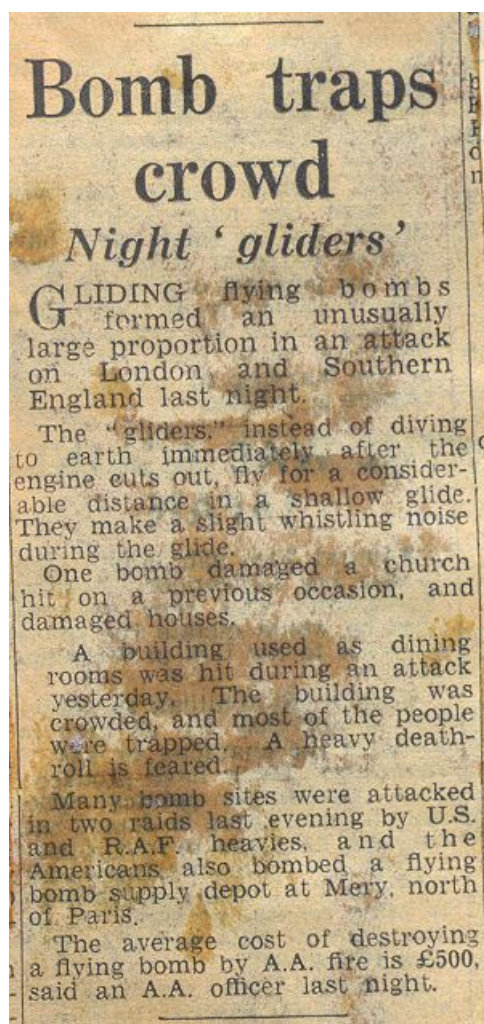 Bomb traps
crowd
Night ‘ gliders ’
GLIDING flying bombs
formed an unusually
large proportion in an attack
on London and Southern
England last night.
The “gliders,” instead of diving
to earth immediately after the
engine cuts out, fly for a consider-
able distance in a shallow glide.
They make a slight whistling noise
during the glide.
One bomb damaged a church
hit on a previous occasion, and
damaged houses.
A building used as dining
rooms was hit during an attack
yesterday. The building was
crowded, and most of the people
were trapped. A heavy death-
roll is feared.
Many bomb sites were attacked
in two raids last evening by U.S.
and R.A.F. heavies, and the
Americans also bombed a flying
bomb supply depot at Mery, north
of Paris.
The average cost of destroying
a flying bomb by A.A. fire is £500,
said an A.A. officer last night.